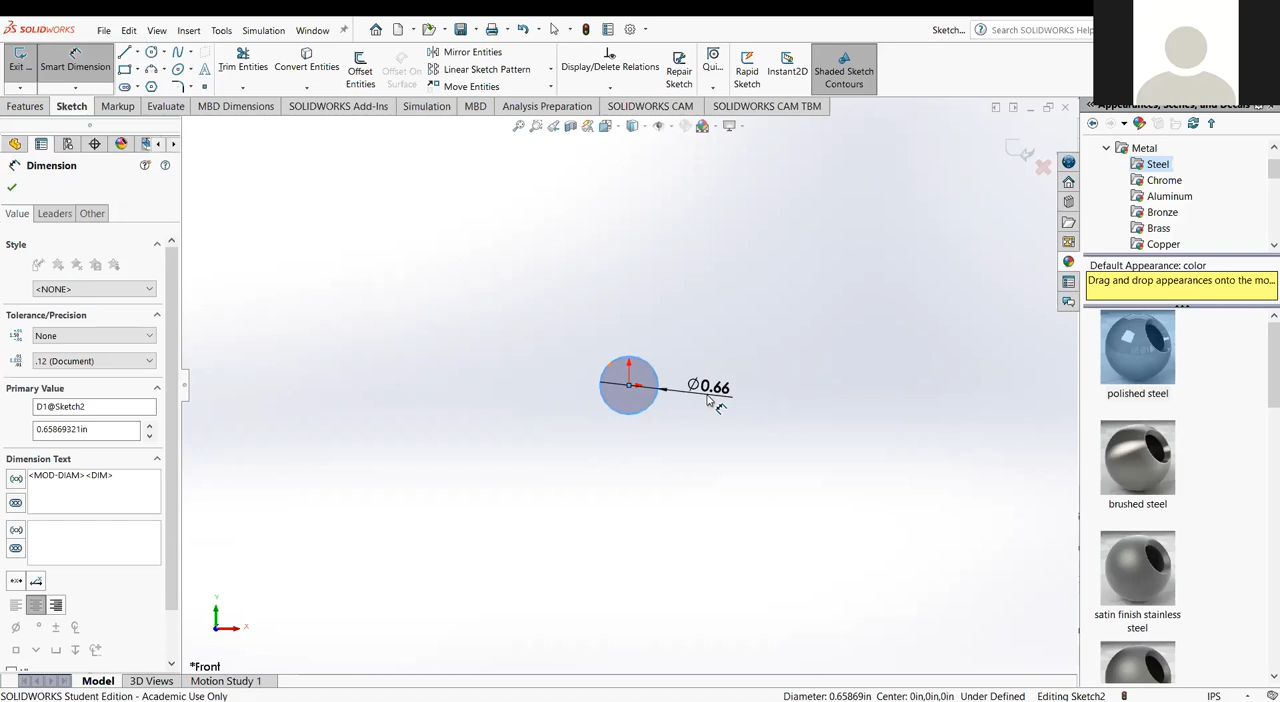 SOLIDWORKS File Edit View Insert Tools Simulation Window Sketch... Search SOLIDWORKS Help
Exit ... Smart Dimension Trim Entities Convert Entities Offset Entities Offset On Surface Mirror Entities Linear Sketch Pattern Move Entities Display/Delete Relations Repair Sketch Qui... Rapid Sketch Instant2D Shaded Sketch Contours
Features Sketch Markup Evaluate MBD Dimensions SOLIDWORKS Add-Ins Simulation MBD Analysis Preparation SOLIDWORKS CAM SOLIDWORKS CAM TBM
Appearances, Scenes, and Decals
Dimension
Value Leaders Other
Style
<NONE>
Tolerance/Precision
None
.12 (Document)
Primary Value
D1@Sketch2
0.65869321in
Dimension Text
<MOD-DIAM><DIM>
∅0.66
Y
X
*Front
Metal
Steel
Chrome
Aluminum
Bronze
Brass
Copper
Default Appearance: color
Drag and drop appearances onto the mo...
polished steel
brushed steel
satin finish stainless steel
Model 3D Views Motion Study 1
SOLIDWORKS Student Edition - Academic Use Only Diameter: 0.65869in Center: 0in,0in,0in Under Defined Editing Sketch2 IPS